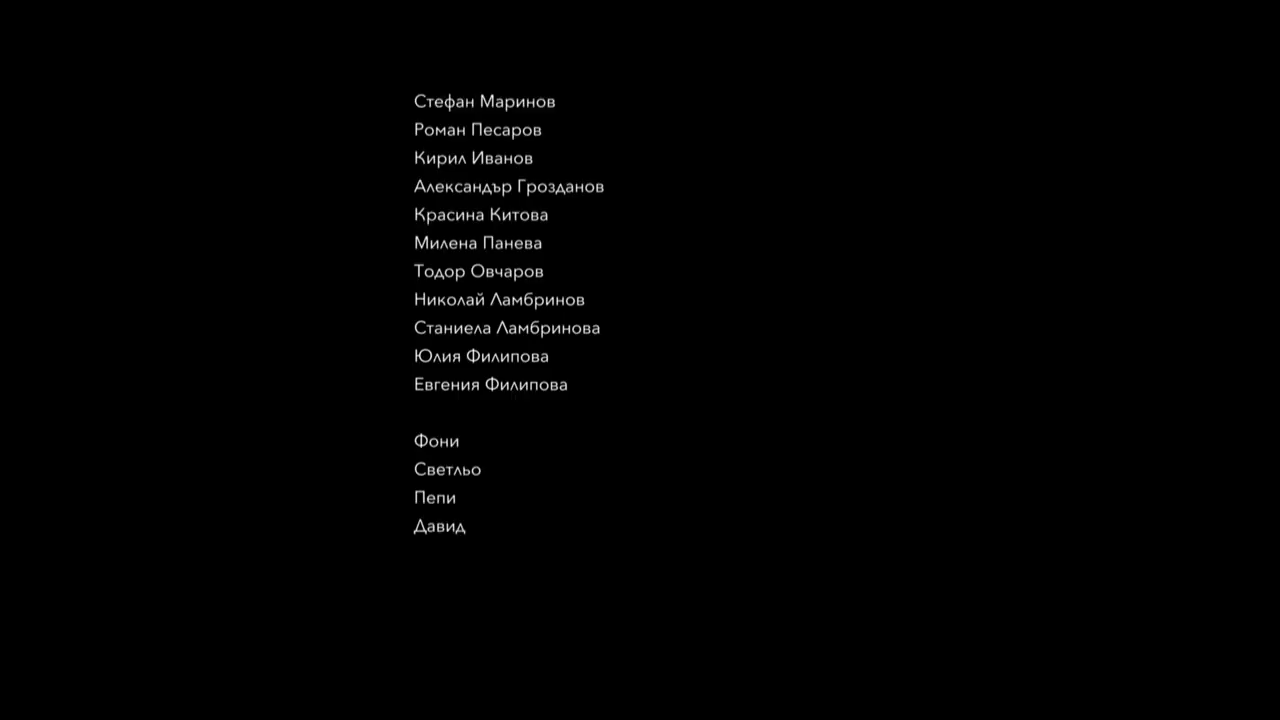 Стефан Маринов
Роман Песаров
Кирил Иванов
Александър Грозданов
Красина Китова
Милена Панева
Тодор Овчаров
Николай Ламбринов
Станиела Ламбринова
Юлия Филипова
Евгения Филипова
Фони
Светльо
Пепи
Давид